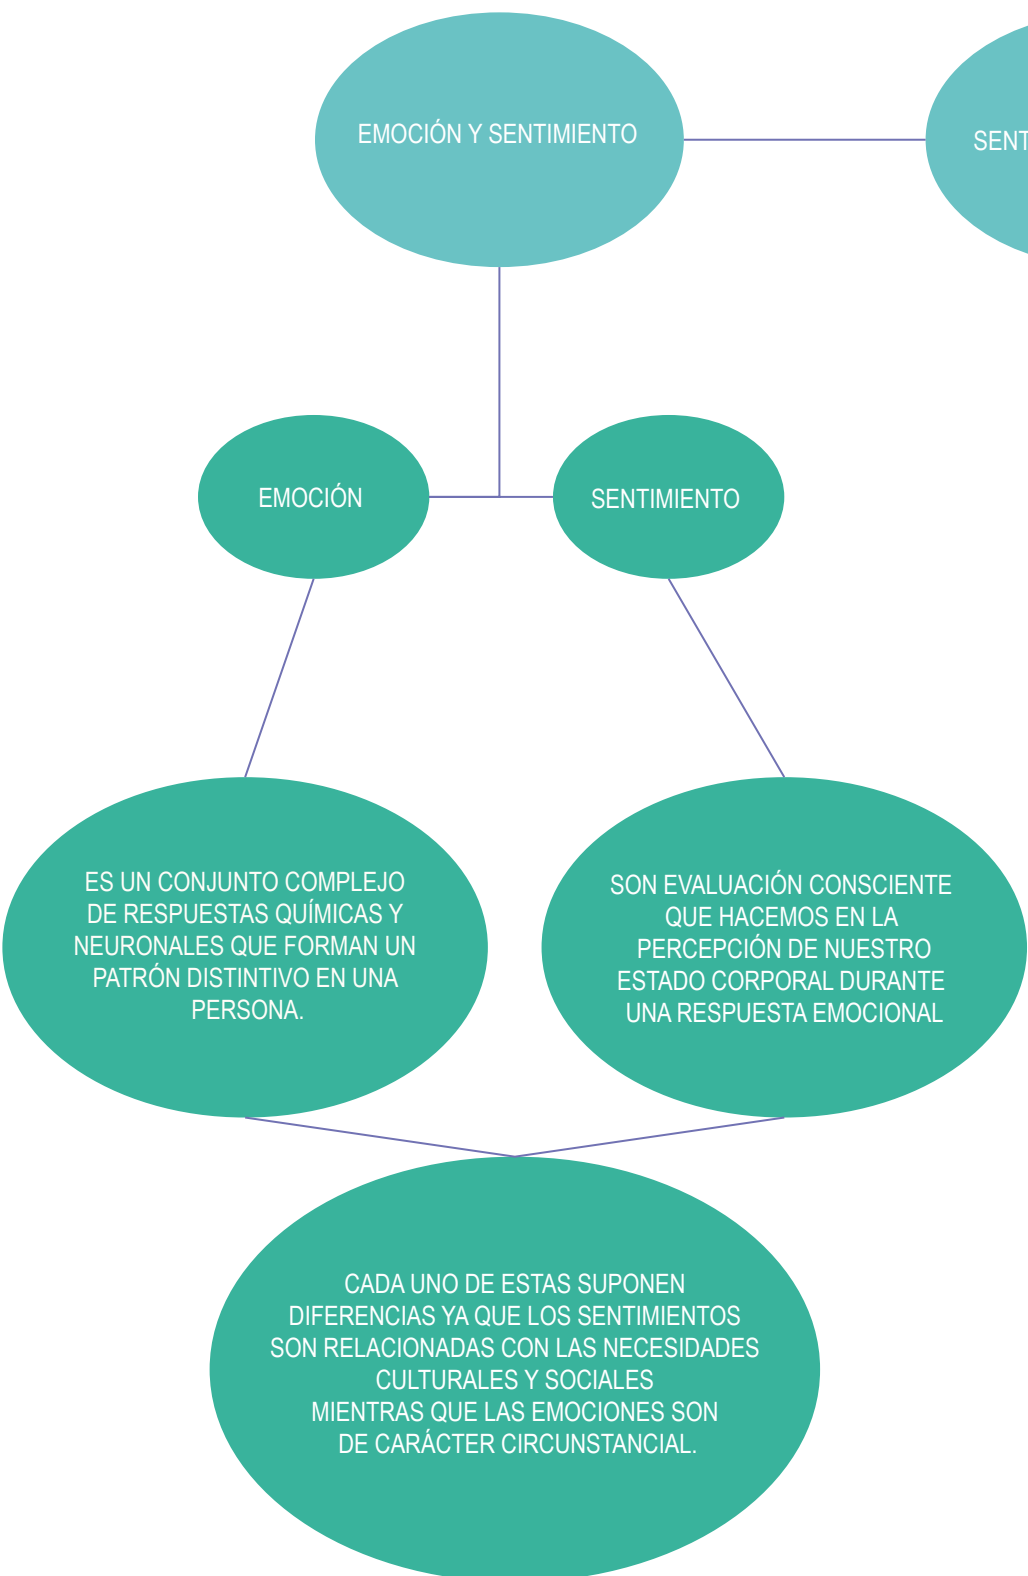 EMOCIÓN Y SENTIMIENTO
EMOCIÓN
SENTIMIENTO
ES UN CONJUNTO COMPLEJO
DE RESPUESTAS QUÍMICAS Y
NEURONALES QUE FORMAN UN
PATRÓN DISTINTIVO EN UNA
PERSONA.
SON EVALUACIÓN CONSCIENTE
QUE HACEMOS EN LA
PERCEPCIÓN DE NUESTRO
ESTADO CORPORAL DURANTE
UNA RESPUESTA EMOCIONAL
CADA UNO DE ESTAS SUPONEN
DIFERENCIAS YA QUE LOS SENTIMIENTOS
SON RELACIONADAS CON LAS NECESIDADES
CULTURALES Y SOCIALES
MIENTRAS QUE LAS EMOCIONES SON
DE CARÁCTER CIRCUNSTANCIAL.